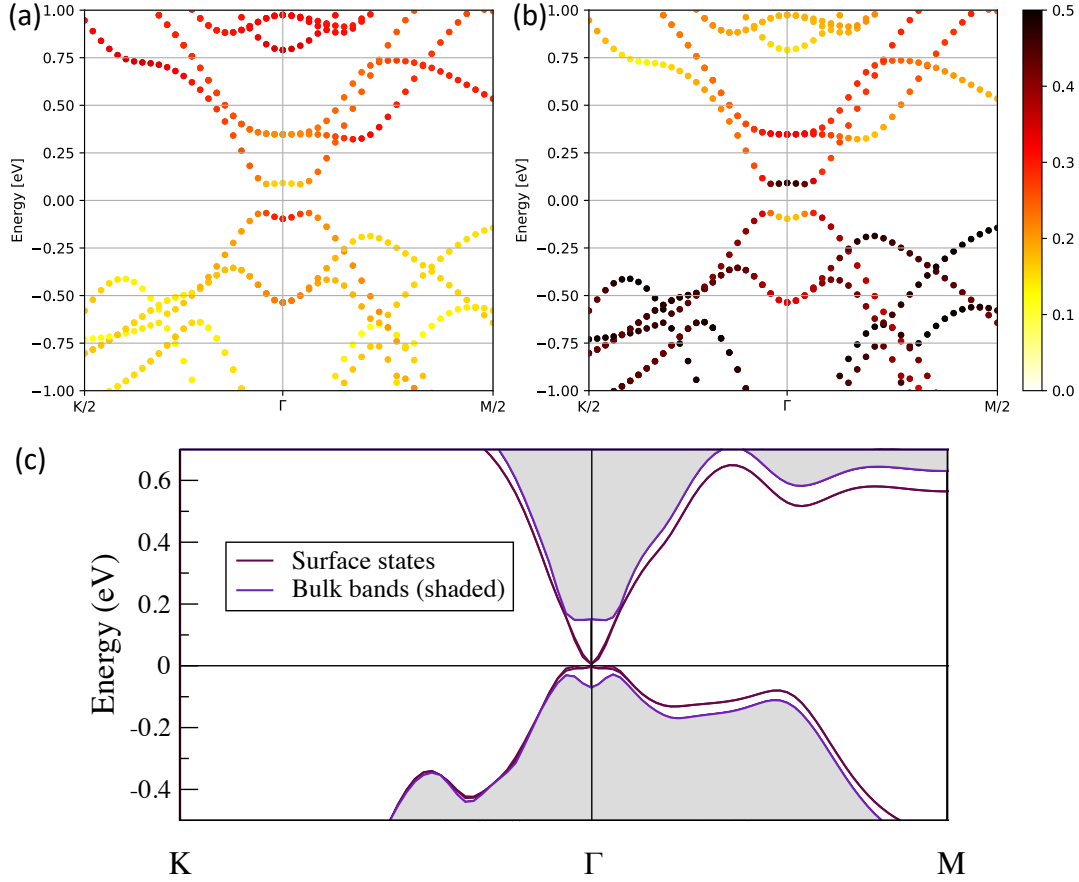 (a)
(b)
1.00
0.75
0.50
0.25
0.00
−0.25
−0.50
−0.75
−1.00
Energy [eV]
K/2
Γ
M/2
1.00
0.75
0.50
0.25
0.00
−0.25
−0.50
−0.75
−1.00
Energy [eV]
K/2
Γ
M/2
0.5
0.4
0.3
0.2
0.1
0.0
(c)
0.6
0.4
0.2
0
-0.2
-0.4
Energy (eV)
Surface states
Bulk bands (shaded)
K
Γ
M